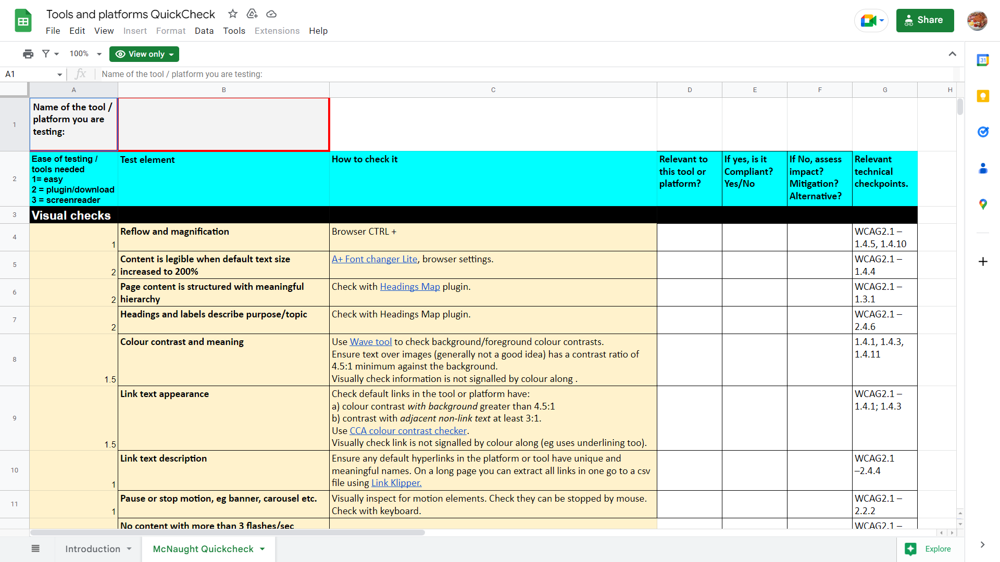 Tools and platforms QuickCheck
File Edit View Insert Format Data Tools Extensions Help
Share
100%
View only
31
A1
fx
Name of the tool / platform you are testing:
A B C D E F G H
1
Name of the tool /
platform you are
testing:
2
Ease of testing /
tools needed
1= easy
2 = plugin/download
3 = screenreader
Test element
How to check it
Relevant to
this tool or
platform?
If yes, is it
Compliant?
Yes/No
If No, assess
impact?
Mitigation?
Alternative?
Relevant
technical
checkpoints.
3
Visual checks
4
1
Reflow and magnification
Browser CTRL +
WCAG2.1 –
1.4.5, 1.4.10
5
2
Content is legible when default text size
increased to 200%
A+ Font changer Lite, browser settings.
WCAG2.1 –
1.4.4
6
2
Page content is structured with meaningful
hierarchy
Check with Headings Map plugin.
WCAG2.1 –
1.3.1
7
2
Headings and labels describe purpose/topic
Check with Headings Map plugin.
WCAG2.1 –
2.4.6
8
1.5
Colour contrast and meaning
Use Wave tool to check background/foreground colour contrasts.
Ensure text over images (generally not a good idea) has a contrast ratio of
4.5:1 minimum against the background.
Visually check information is not signalled by colour along .
1.4.1, 1.4.3,
1.4.11
9
1.5
Link text appearance
Check default links in the tool or platform have:
a) colour contrast with background greater than 4.5:1
b) contrast with adjacent non-link text at least 3:1.
Use CCA colour contrast checker.
Visually check link is not signalled by colour along (eg uses underlining too).
WCAG2.1 –
1.4.1; 1.4.3
10
1
Link text description
Ensure any default hyperlinks in the platform or tool have unique and
meaningful names. On a long page you can extract all links in one go to a csv
file using Link Klipper.
WCAG2.1
–2.4.4
11
1
Pause or stop motion, eg banner, carousel etc.
Visually inspect for motion elements. Check they can be stopped by mouse.
Check with keyboard.
WCAG2.1 –
2.2.2
No content with more than 3 flashes/sec
WCAG2.1 –
Introduction
McNaught Quickcheck
Explore